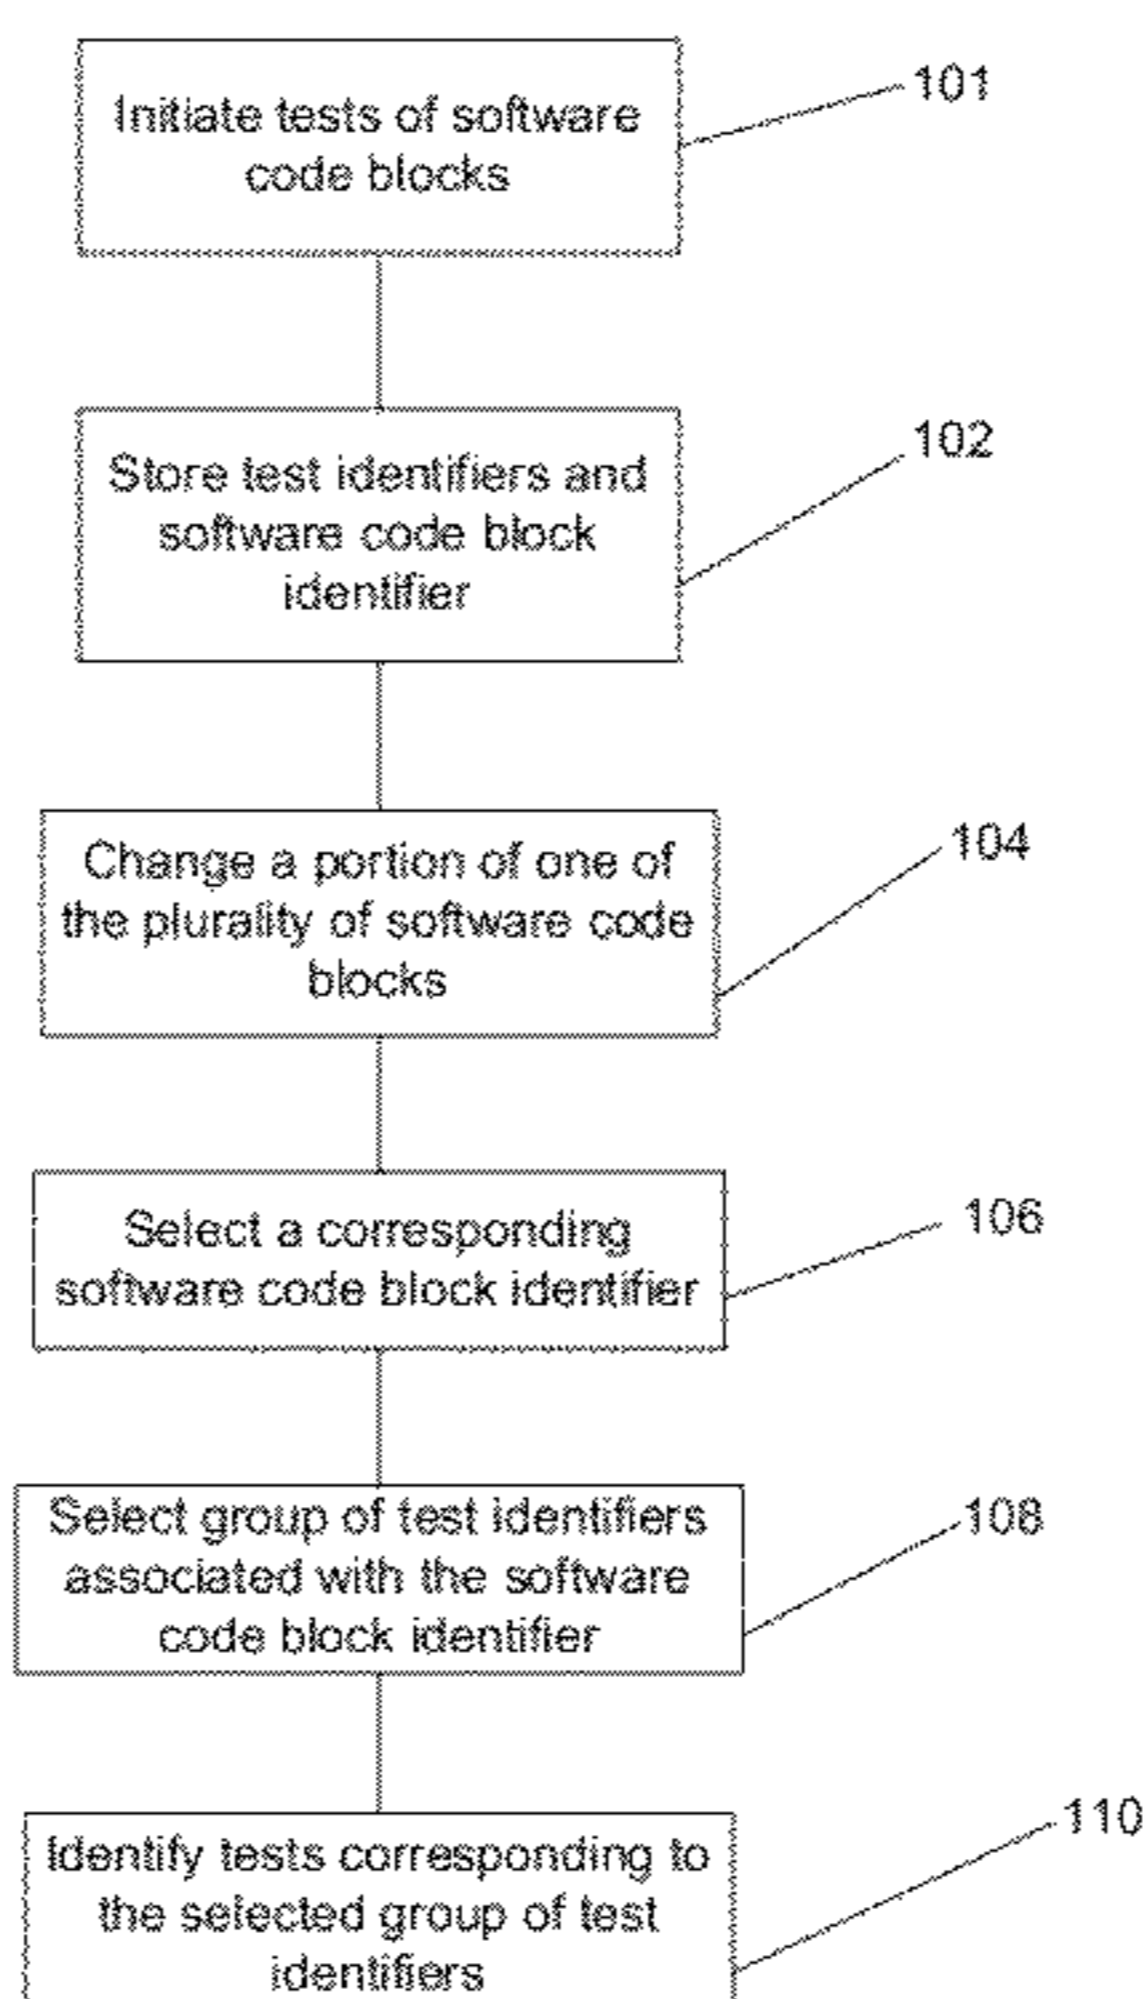 Initiate tests of software
code blocks
101
Store test identifiers and
software code block
identifier
102
Change a portion of one of
the plurality of software code
blocks
104
Select a corresponding
software code block identifier
106
Select group of test identifiers
associated with the software
code block identifier
108
Identify tests corresponding to
the selected group of test
identifiers
110